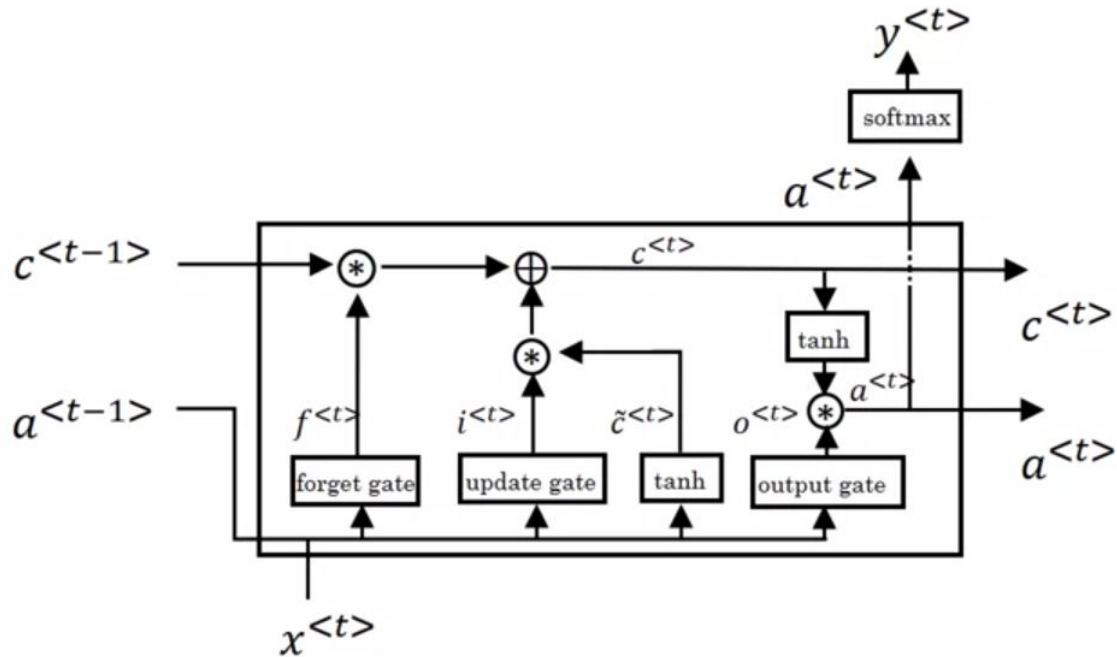 y<t>
softmax
a<t>
c<t-1>
c<t>
c<t>
tanh
a<t-1>
f<t>
i<t>
c̃<t>
o<t>
a<t>
a<t>
forget gate
update gate
tanh
output gate
x<t>